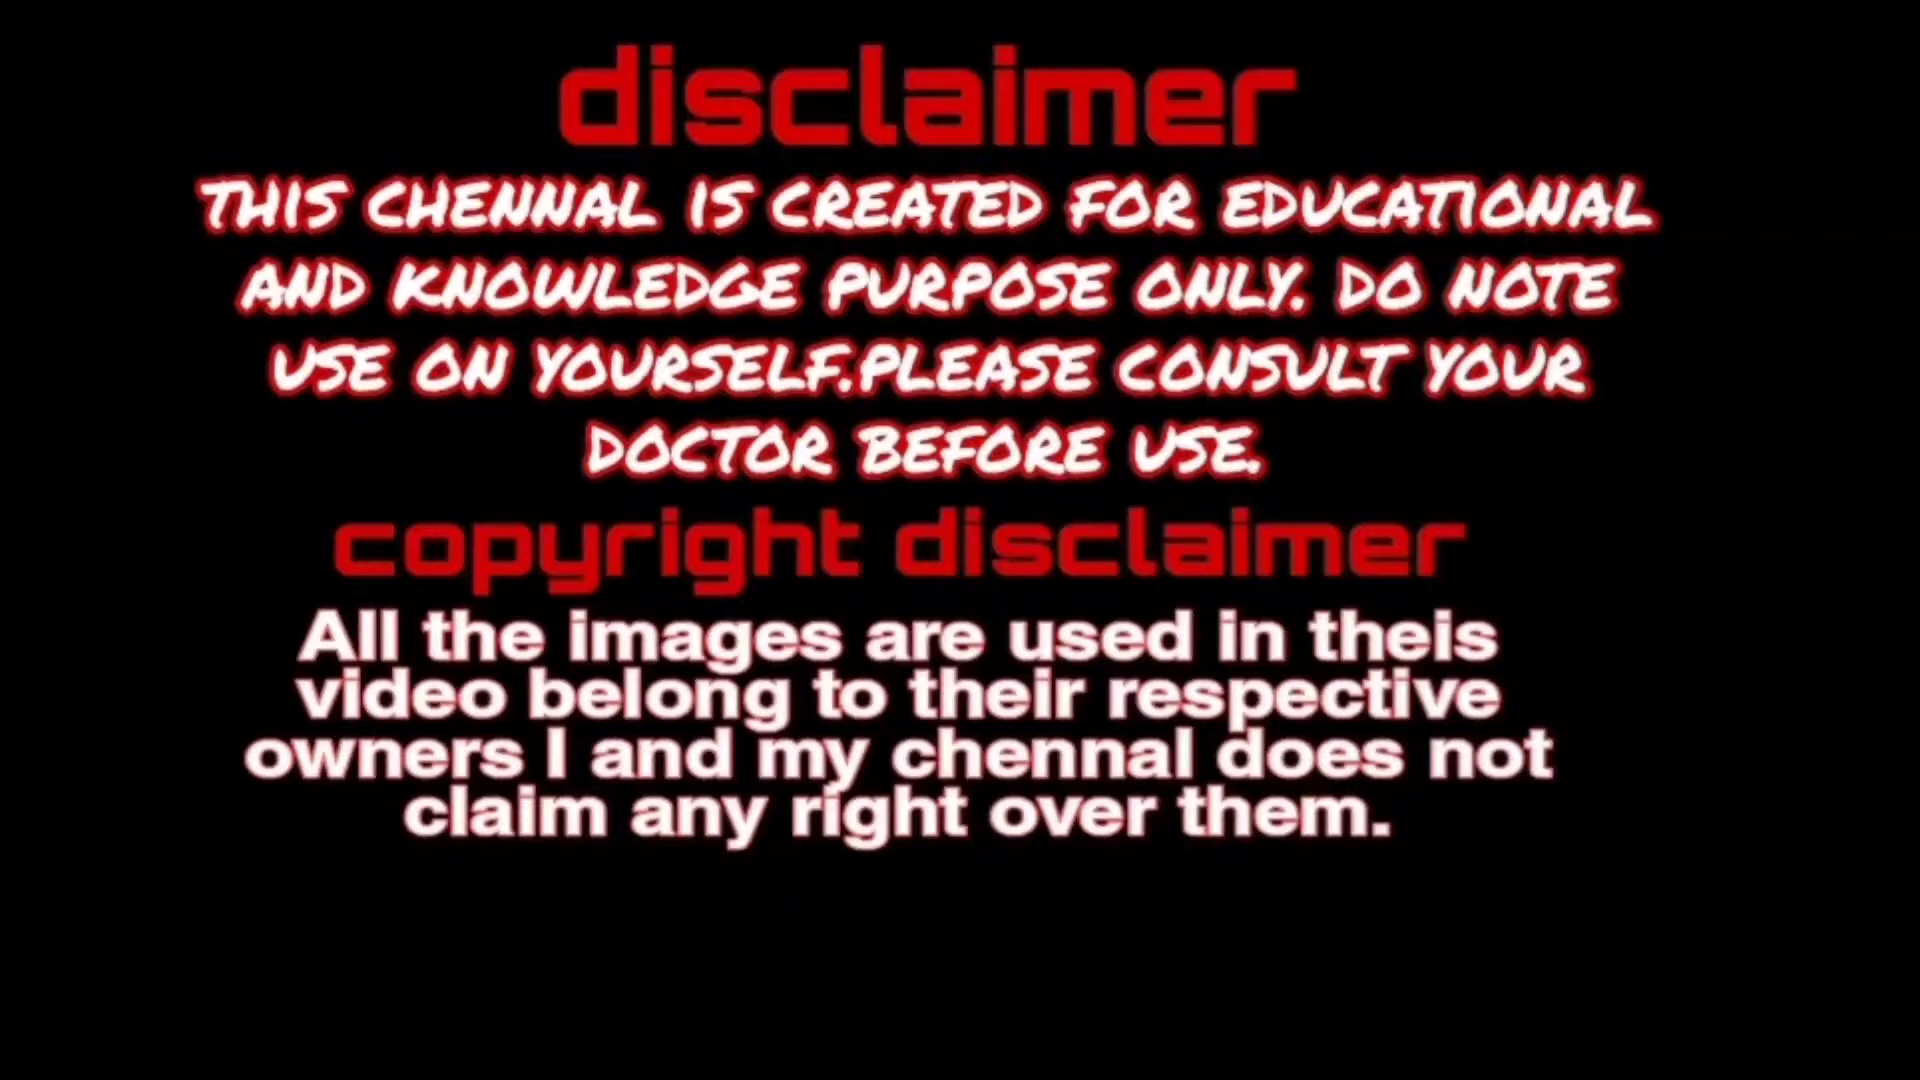 disclaimer
THIS CHENNAL IS CREATED FOR EDUCATIONAL
AND KNOWLEDGE PURPOSE ONLY. DO NOTE
USE ON YOURSELF.PLEASE CONSULT YOUR
DOCTOR BEFORE USE.
copyright disclaimer
All the images are used in theis
video belong to their respective
owners I and my chennal does not
claim any right over them.